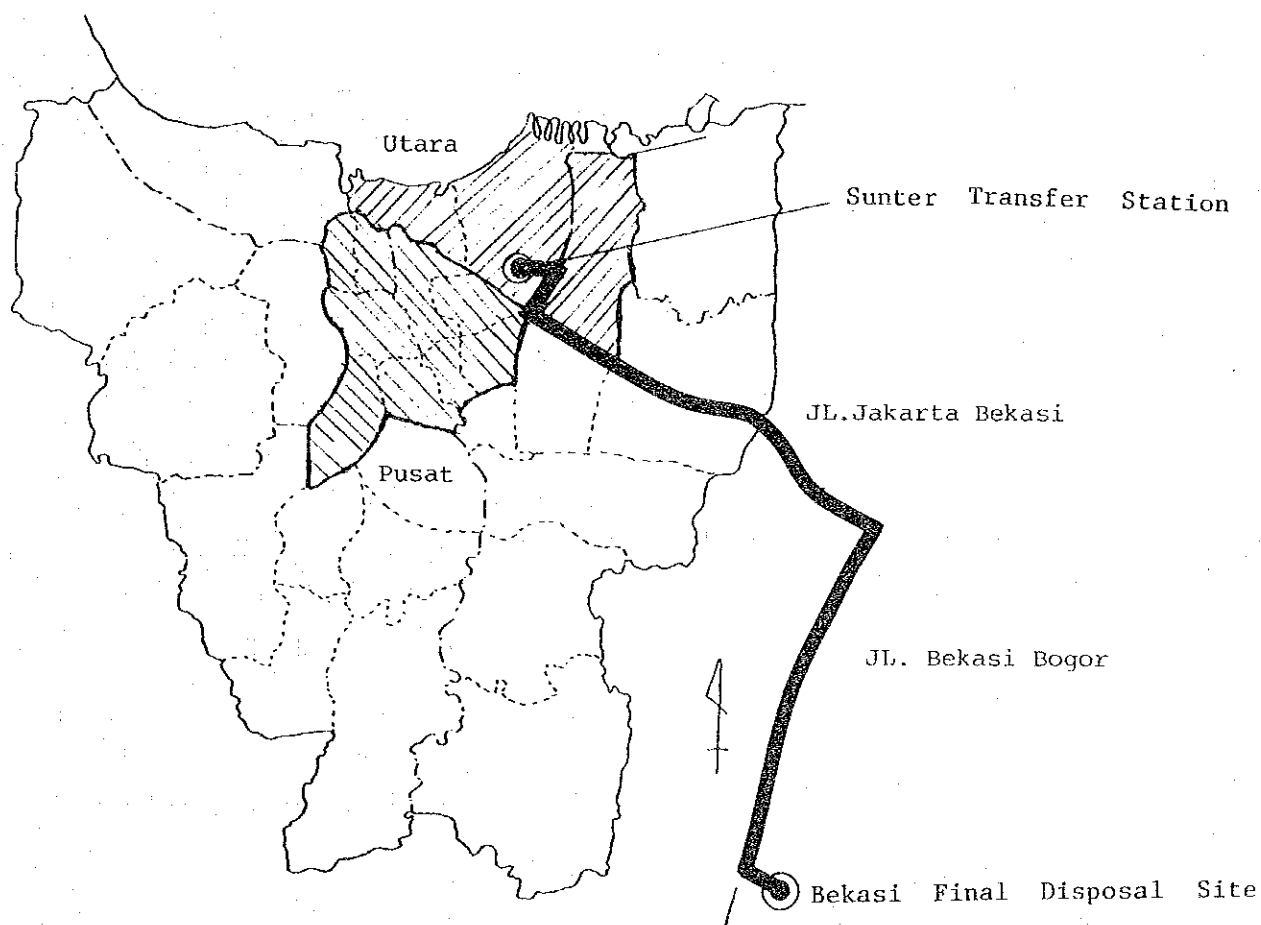 Utara
Sunter Transfer Station
JL.Jakarta Bekasi
Pusat
JL. Bekasi Bogor
Bekasi Final Disposal Site